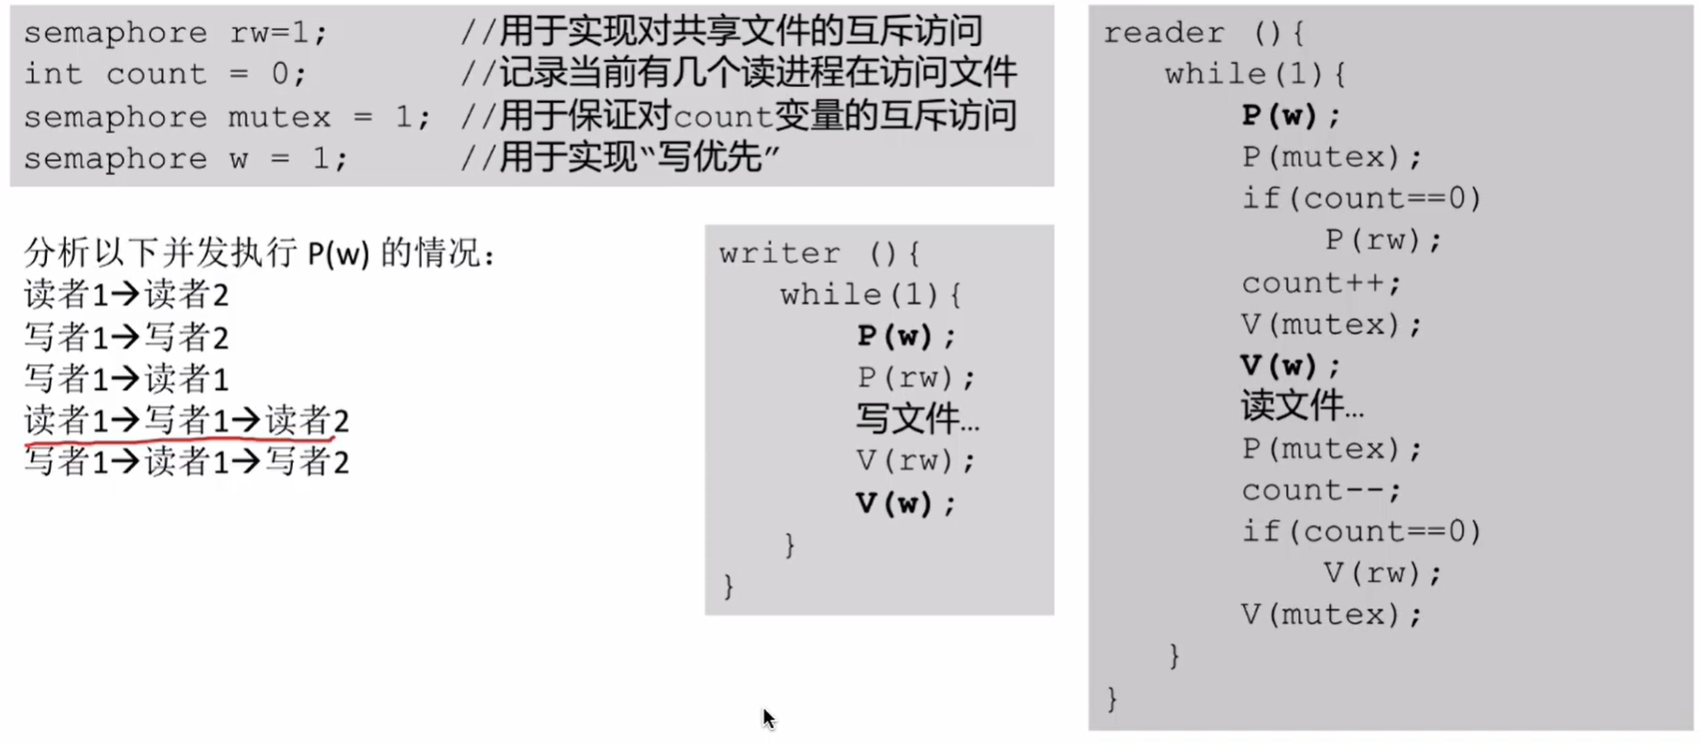 semaphore rw=1; //用于实现对共享文件的互斥访问
int count = 0; //记录当前有几个读进程在访问文件
semaphore mutex = 1; //用于保证对count变量的互斥访问
semaphore w = 1; //用于实现“写优先”
分析以下并发执行 P(w) 的情况：
读者1→读者2
写者1→写者2
写者1→读者1
读者1→写者1→读者2
写者1→读者1→写者2
writer (){
while(1){
P(w);
P(rw);
写文件…
V(rw);
V(w);
}
}
reader (){
while(1){
P(w);
P(mutex);
if(count==0)
P(rw);
count++;
V(mutex);
V(w);
读文件…
P(mutex);
count--;
if(count==0)
V(rw);
V(mutex);
}
}